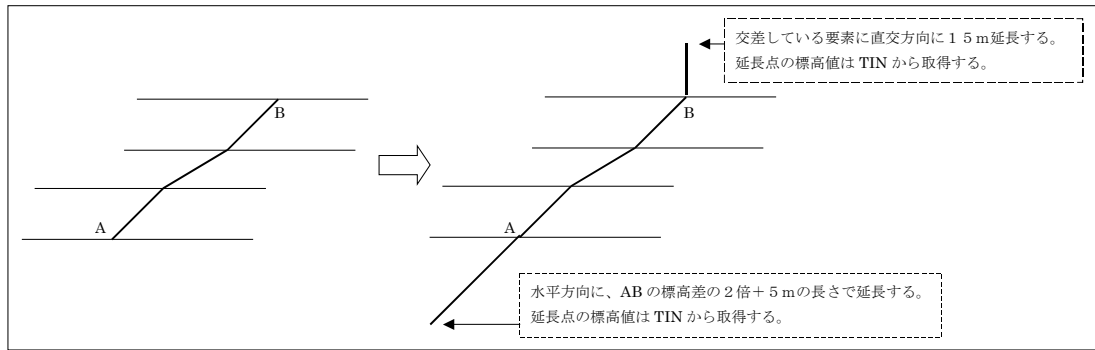 交差している要素に直交方向に１５ｍ延長する。
延長点の標高値は TIN から取得する。
B
B
A
A
水平方向に、AB の標高差の２倍＋５ｍの長さで延長する。
延長点の標高値は TIN から取得する。